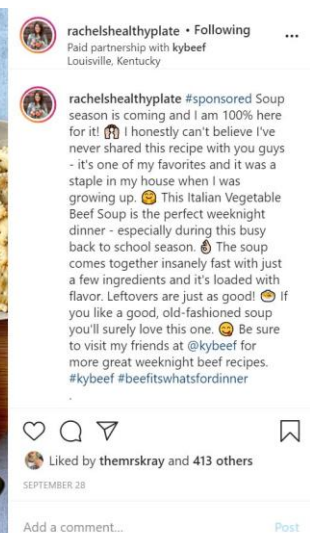 rachelshealthyplate • Following
...
Paid partnership with kybeef
Louisville, Kentucky
rachelshealthyplate #sponsored Soup
season is coming and I am 100% here
for it! 🙌 I honestly can't believe I've
never shared this recipe with you guys
- it's one of my favorites and it was a
staple in my house when I was
growing up. 🤗 This Italian Vegetable
Beef Soup is the perfect weeknight
dinner - especially during this busy
back to school season. 👌 The soup
comes together insanely fast with just
a few ingredients and it's loaded with
flavor. Leftovers are just as good! 😋 If
you like a good, old-fashioned soup
you'll surely love this one. 😋 Be sure
to visit my friends at @kybeef for
more great weeknight beef recipes.
#kybeef #beefitswhatsfordinner
.
Liked by themrskray and 413 others
SEPTEMBER 28
Add a comment...
Post